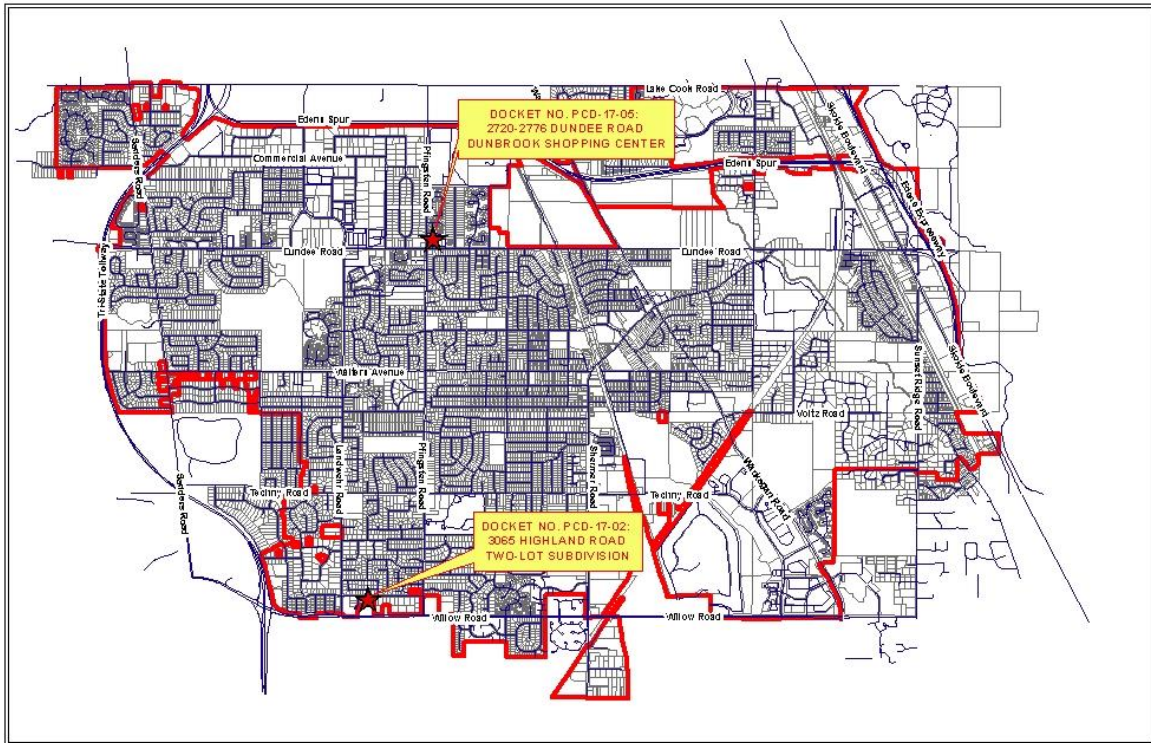 Lake Cook Road
DOCKET NO. PCD-17-05:
2720-2776 DUNDEE ROAD
DUNBROOK SHOPPING CENTER
Edens Spur
Skokie Boulevard
Commercial Avenue
Edens Spur
Sanders Road
Pfingsten Road
Edens Expressway
Dundee Road
Dundee Road
Tri-State Tollway
Walters Avenue
Sunset Ridge Road
Skokie Boulevard
Voltz Road
Landwehr Road
Pfingsten Road
Shermer Road
Waukegan Road
Sanders Road
Techny Road
Techny Road
DOCKET NO. PCD-17-02:
3065 HIGHLAND ROAD
TWO-LOT SUBDIVISION
Willow Road
Willow Road